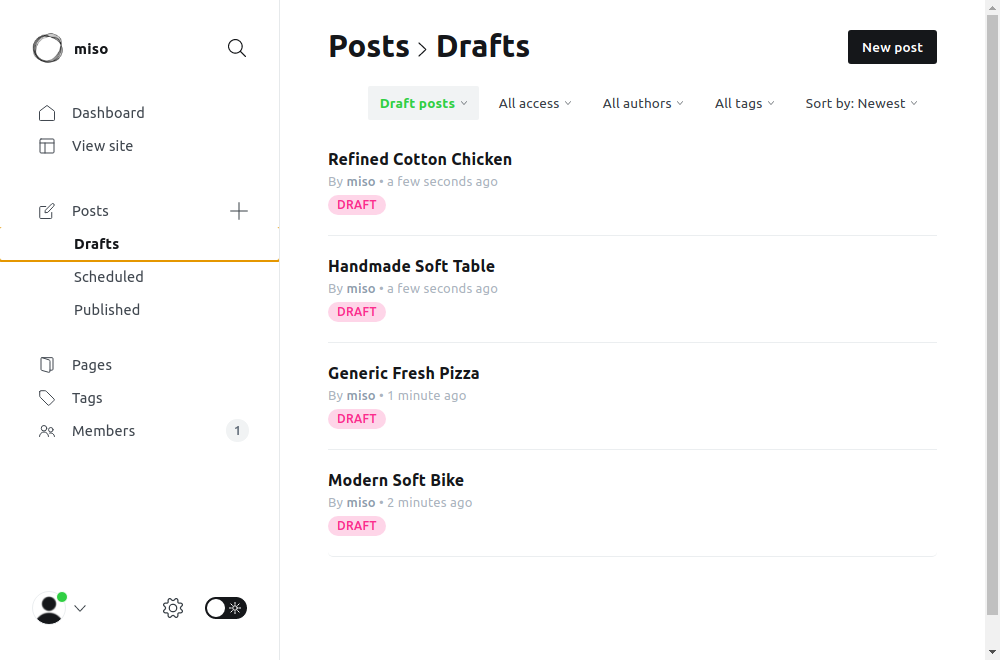 miso
Dashboard
View site
Posts
Drafts
Scheduled
Published
Pages
Tags
Members 1
Posts > Drafts
New post
Draft posts All access All authors All tags Sort by: Newest
Refined Cotton Chicken
By miso • a few seconds ago
DRAFT
Handmade Soft Table
By miso • a few seconds ago
DRAFT
Generic Fresh Pizza
By miso • 1 minute ago
DRAFT
Modern Soft Bike
By miso • 2 minutes ago
DRAFT